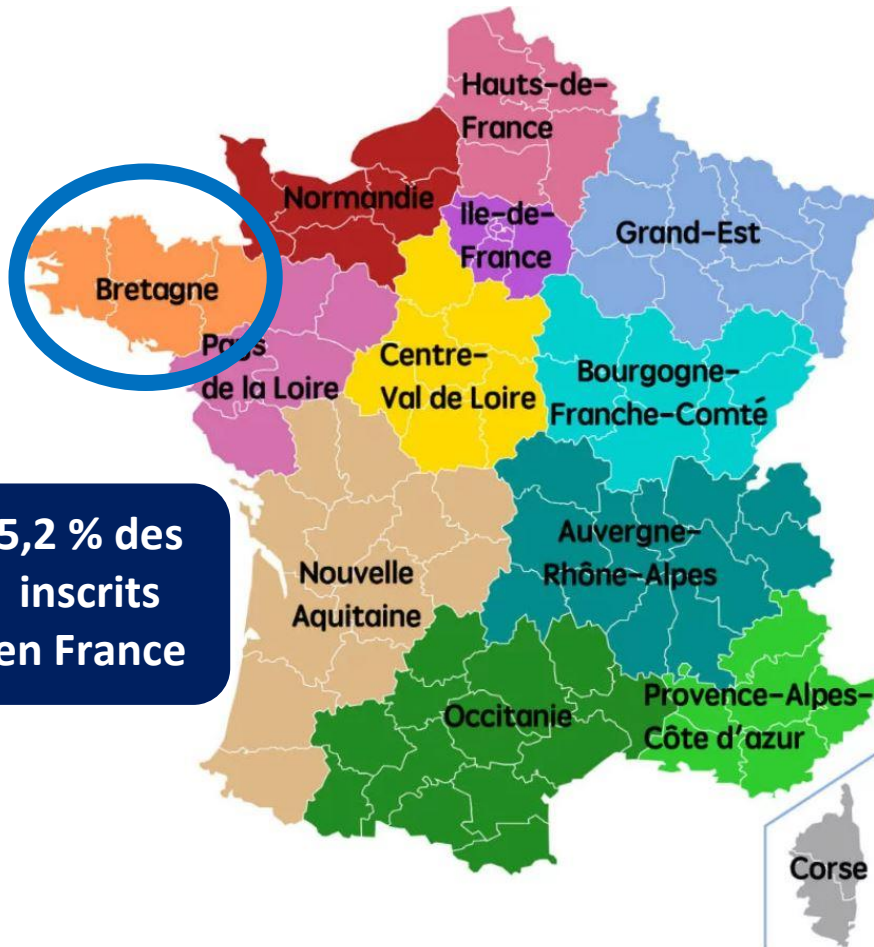 Hauts-de-
France
Normandie
Ile-de-
France
Grand-Est
Bretagne
Pays
de la Loire
Centre-
Val de Loire
Bourgogne-
Franche-Comté
5,2 % des
inscrits
en France
Auvergne-
Rhône-Alpes
Nouvelle
Aquitaine
Occitanie
Provence-Alpes-
Côte d'azur
Corse